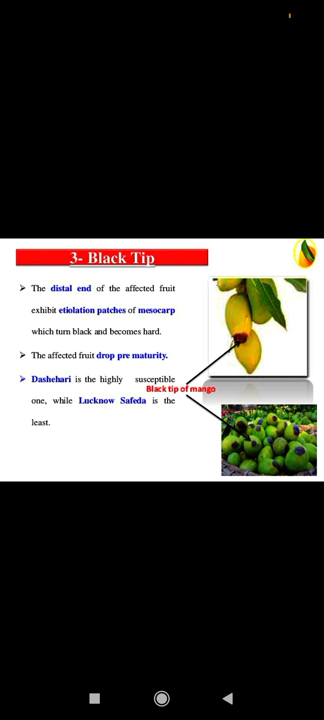 3- Black Tip
➢ The distal end of the affected fruit
exhibit etiolation patches of mesocarp
which turn black and becomes hard.
➢ The affected fruit drop pre maturity.
➢ Dashehari is the highly susceptible
one, while Lucknow Safeda is the
least.
Black tip of mango